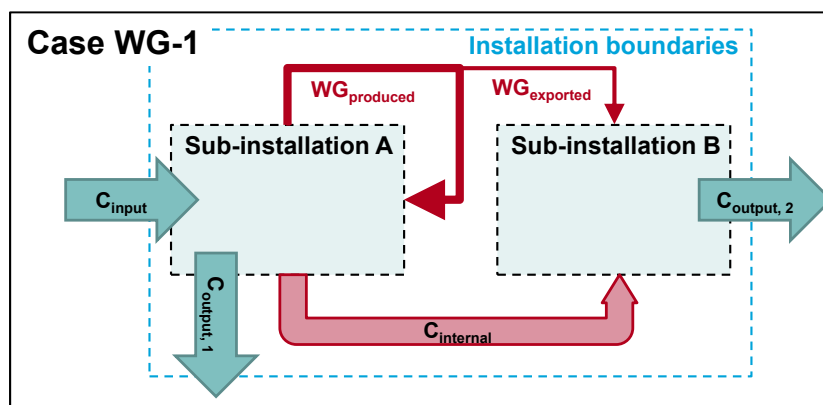 Case WG-1
Installation boundaries
WGproduced
WGexported
Sub-installation A
Sub-installation B
Cinput
Coutput, 2
Coutput, 1
Cinternal